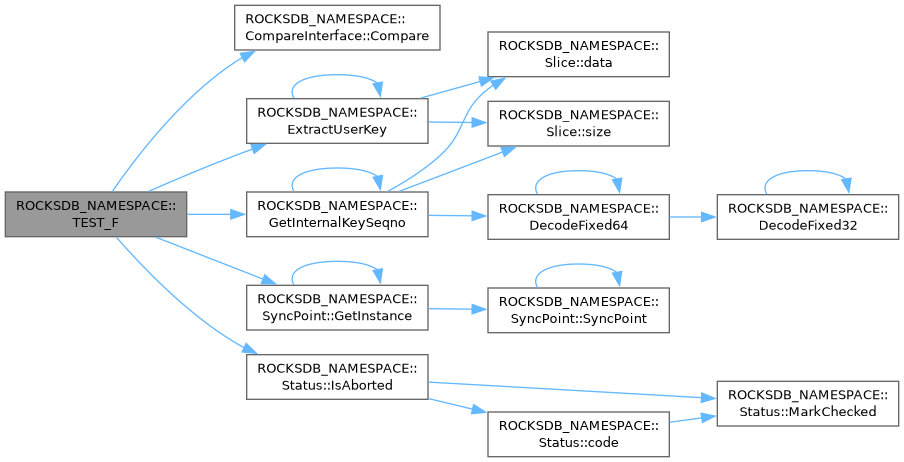 ROCKSDB_NAMESPACE::
TEST_F
ROCKSDB_NAMESPACE::
CompareInterface::Compare
ROCKSDB_NAMESPACE::
ExtractUserKey
ROCKSDB_NAMESPACE::
GetInternalKeySeqno
ROCKSDB_NAMESPACE::
SyncPoint::GetInstance
ROCKSDB_NAMESPACE::
Status::IsAborted
ROCKSDB_NAMESPACE::
Slice::data
ROCKSDB_NAMESPACE::
Slice::size
ROCKSDB_NAMESPACE::
DecodeFixed64
ROCKSDB_NAMESPACE::
SyncPoint::SyncPoint
ROCKSDB_NAMESPACE::
Status::code
ROCKSDB_NAMESPACE::
DecodeFixed32
ROCKSDB_NAMESPACE::
Status::MarkChecked